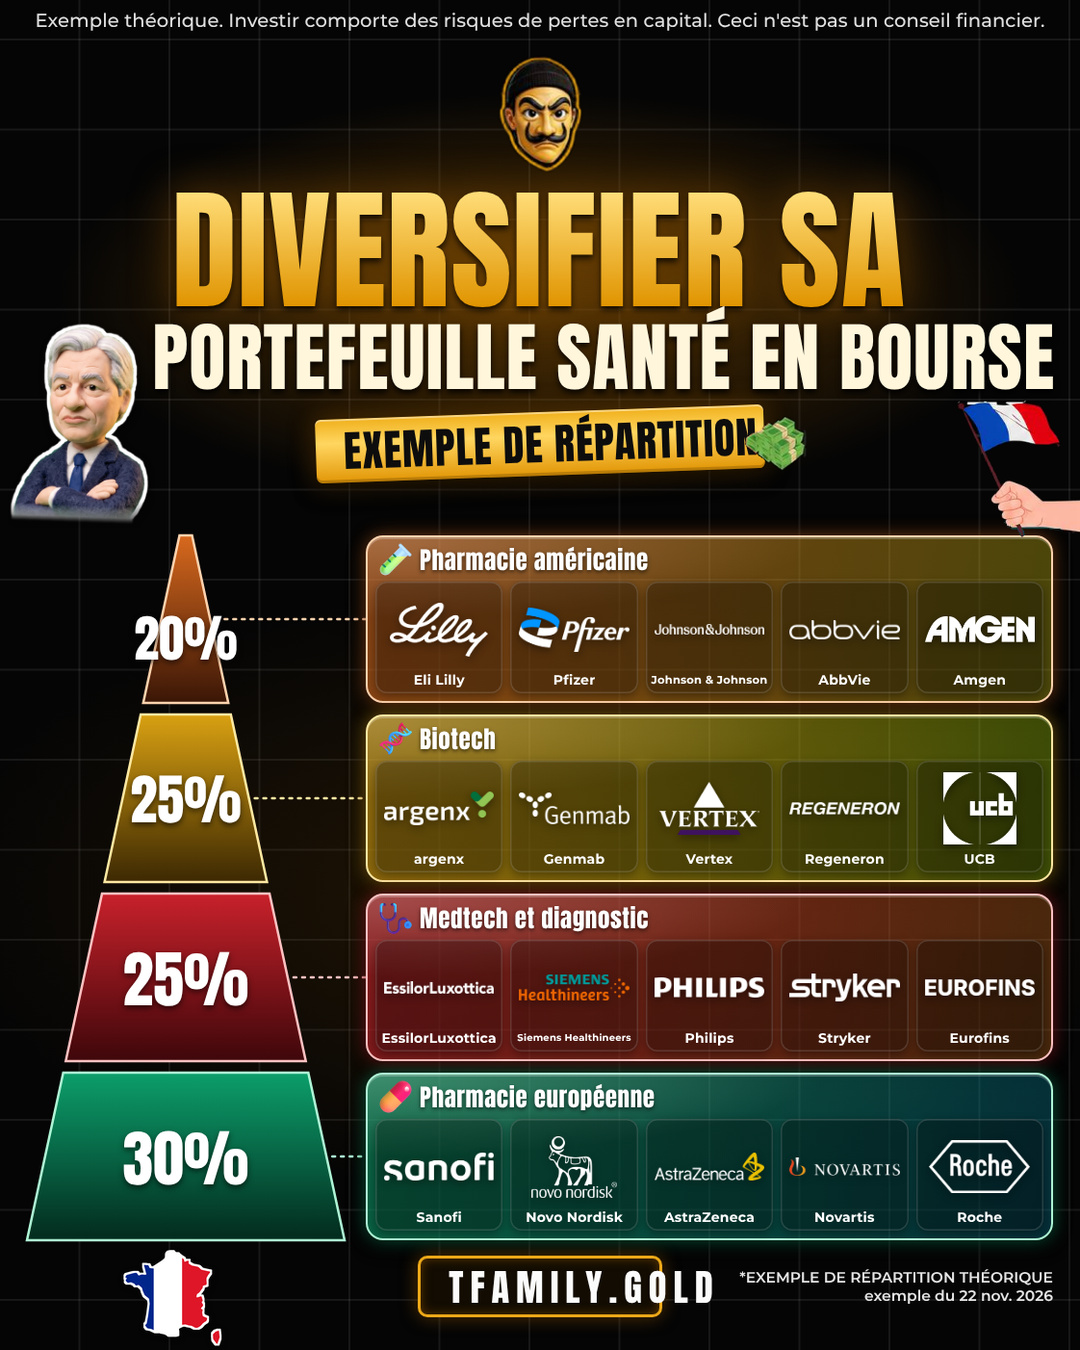 Exemple théorique. Investir comporte des risques de pertes en capital. Ceci n'est pas un conseil financier.
DIVERSIFIER SA
PORTEFEUILLE SANTÉ EN BOURSE
EXEMPLE DE RÉPARTITION
20%
Pharmacie américaine
Lilly
Pfizer
Johnson&Johnson
abbvie
AMGEN
Eli Lilly
Pfizer
Johnson & Johnson
AbbVie
Amgen
25%
Biotech
argenx
Genmab
VERTEX
REGENERON
ucb
argenx
Genmab
Vertex
Regeneron
UCB
25%
Medtech et diagnostic
EssilorLuxottica
SIEMENS
Healthineers
PHILIPS
stryker
EUROFINS
EssilorLuxottica
Siemens Healthineers
Philips
Stryker
Eurofins
30%
Pharmacie européenne
sanofi
novo nordisk®
AstraZeneca
NOVARTIS
Roche
Sanofi
Novo Nordisk
AstraZeneca
Novartis
Roche
TFAMILY.GOLD
*EXEMPLE DE RÉPARTITION THÉORIQUE
exemple du 22 nov. 2026